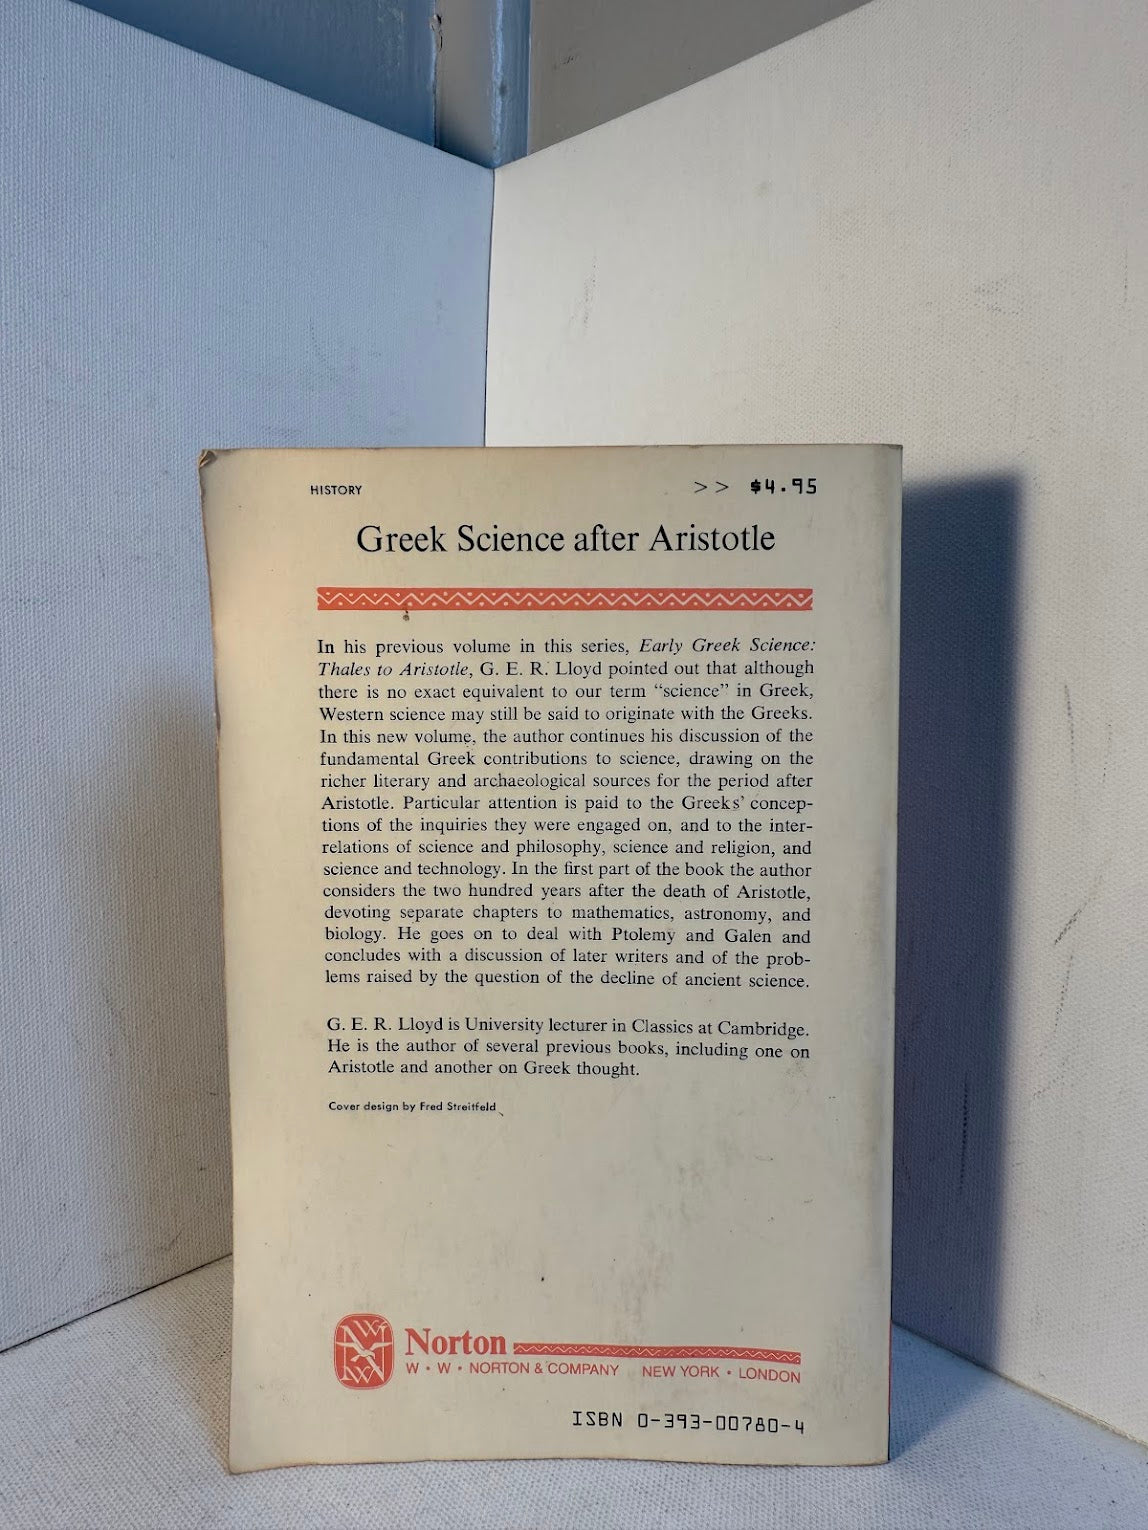 HISTORY >> $4.95
Greek Science after Aristotle
In his previous volume in this series, Early Greek Science:
Thales to Aristotle, G. E. R. Lloyd pointed out that although
there is no exact equivalent to our term “science” in Greek,
Western science may still be said to originate with the Greeks.
In this new volume, the author continues his discussion of the
fundamental Greek contributions to science, drawing on the
richer literary and archaeological sources for the period after
Aristotle. Particular attention is paid to the Greeks’ concep-
tions of the inquiries they were engaged on, and to the inter-
relations of science and philosophy, science and religion, and
science and technology. In the first part of the book the author
considers the two hundred years after the death of Aristotle,
devoting separate chapters to mathematics, astronomy, and
biology. He goes on to deal with Ptolemy and Galen and
concludes with a discussion of later writers and of the prob-
lems raised by the question of the decline of ancient science.
G. E. R. Lloyd is University lecturer in Classics at Cambridge.
He is the author of several previous books, including one on
Aristotle and another on Greek thought.
Cover design by Fred Streitfeld
Norton
W • W • NORTON & COMPANY NEW YORK • LONDON
ISBN 0-393-00780-4